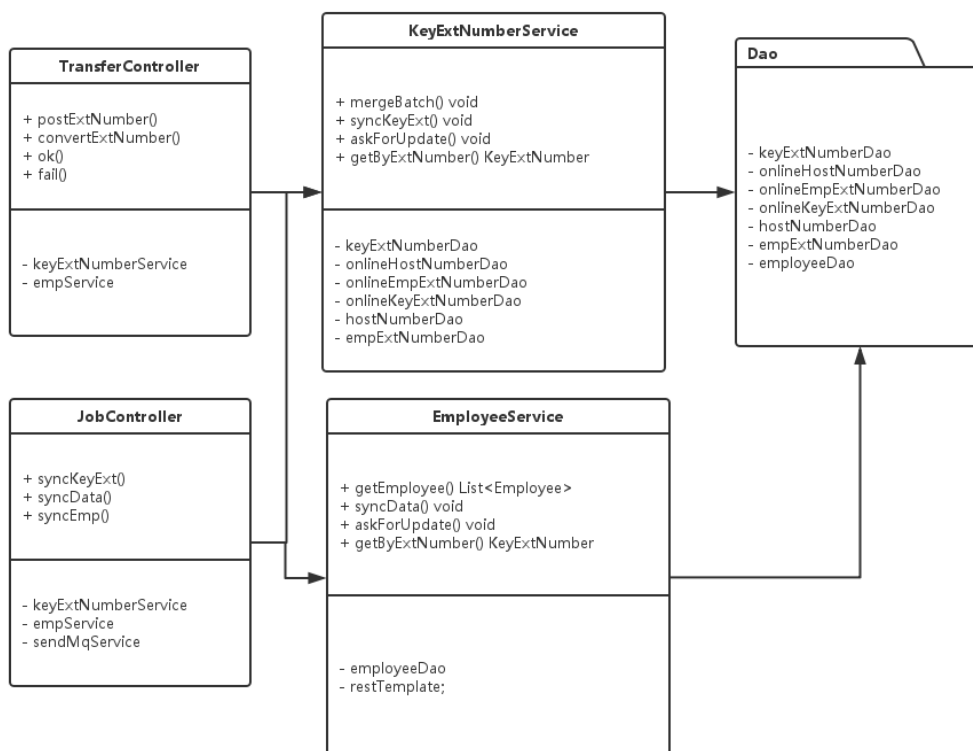 TransferController
+ postExtNumber()
+ convertExtNumber()
+ ok()
+ fail()
- keyExtNumberService
- empService
KeyExtNumberService
+ mergeBatch() void
+ syncKeyExt() void
+ askForUpdate() void
+ getByExtNumber() KeyExtNumber
- keyExtNumberDao
- onlineHostNumberDao
- onlineEmpExtNumberDao
- onlineKeyExtNumberDao
- hostNumberDao
- empExtNumberDao
Dao
- keyExtNumberDao
- onlineHostNumberDao
- onlineEmpExtNumberDao
- onlineKeyExtNumberDao
- hostNumberDao
- empExtNumberDao
- employeeDao
JobController
+ syncKeyExt()
+ syncData()
+ syncEmp()
- keyExtNumberService
- empService
- sendMqService
EmployeeService
+ getEmployee() List<Employee>
+ syncData() void
+ askForUpdate() void
+ getByExtNumber() KeyExtNumber
- employeeDao
- restTemplate;